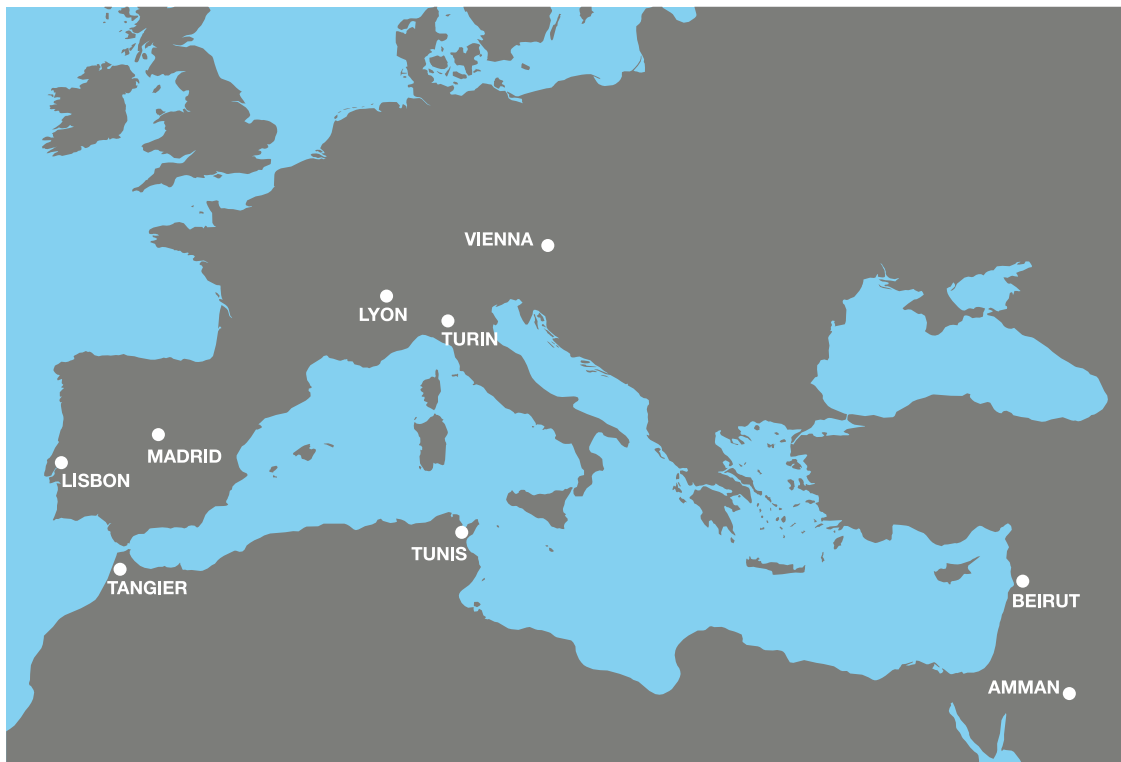 VIENNA
LYON
TURIN
MADRID
LISBON
TUNIS
TANGIER
BEIRUT
AMMAN